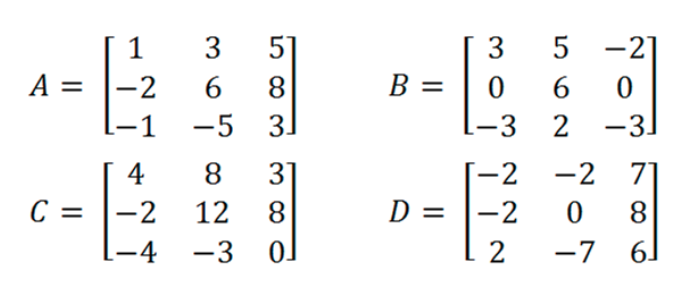 A = [1 3 5; -2 6 8; -1 -5 3]
B = [3 5 -2; 0 6 0; -3 2 -3]
C = [4 8 3; -2 12 8; -4 -3 0]
D = [-2 -2 7; -2 0 8; 2 -7 6]